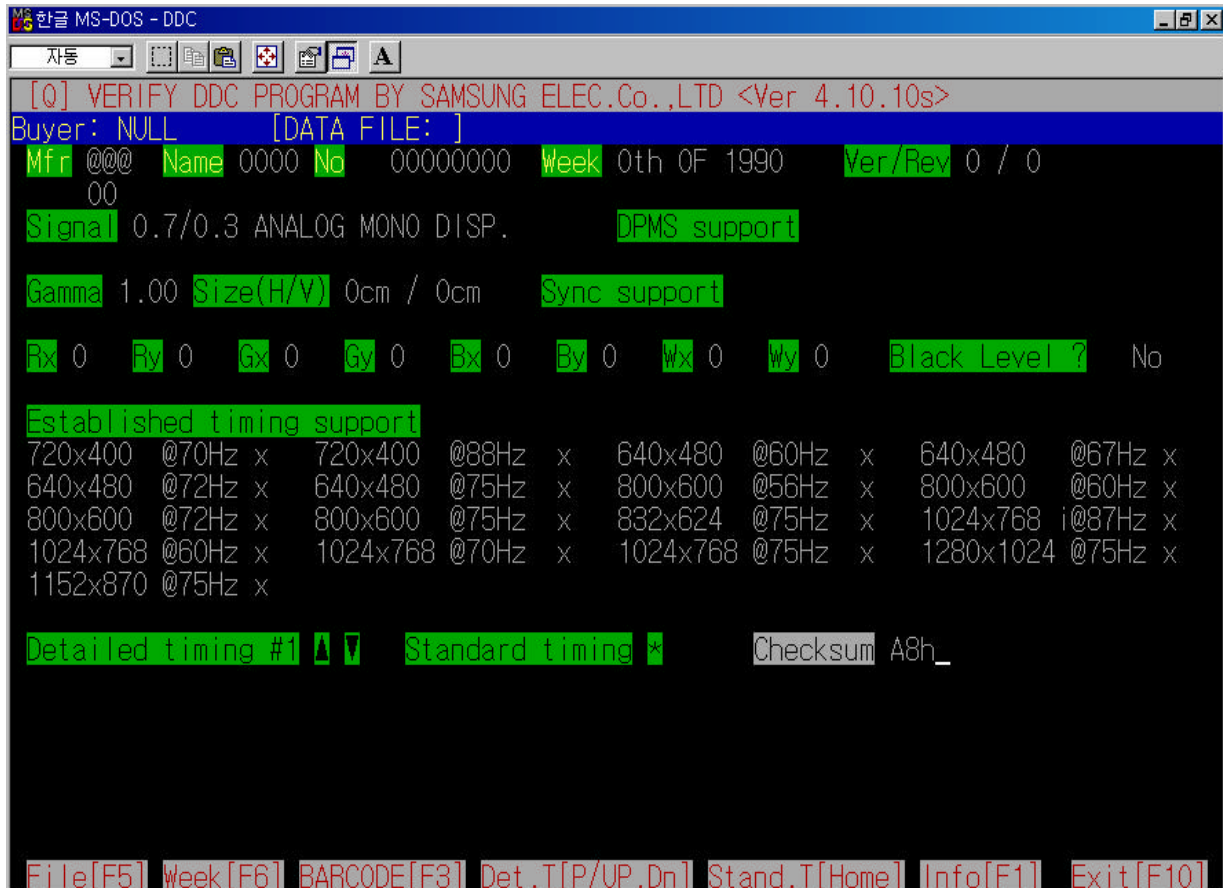 한글 MS-DOS - DDC
자동 A
[Q] VERIFY DDC PROGRAM BY SAMSUNG ELEC.Co.,LTD <Ver 4.10.10s>
Buyer: NULL [DATA FILE: ]
Mfr @@@ Name 0000 No 00000000 Week 0th OF 1990 Ver/Rev 0 / 0
00
Signal 0.7/0.3 ANALOG MONO DISP. DPMS support
Gamma 1.00 Size(H/V) 0cm / 0cm Sync support
Rx 0 Ry 0 Gx 0 Gy 0 Bx 0 By 0 Wx 0 Wy 0 Black Level ? No
Established timing support
720x400 @70Hz x 720x400 @88Hz x 640x480 @60Hz x 640x480 @67Hz x
640x480 @72Hz x 640x480 @75Hz x 800x600 @56Hz x 800x600 @60Hz x
800x600 @72Hz x 800x600 @75Hz x 832x624 @75Hz x 1024x768 i@87Hz x
1024x768 @60Hz x 1024x768 @70Hz x 1024x768 @75Hz x 1280x1024 @75Hz x
1152x870 @75Hz x
Detailed timing #1 ▲ ▼ Standard timing * Checksum A8h_
File[F5] Week[F6] BARCODE[F3] Det.T[P/UP.Dn] Stand.T[Home] Info[F1] Exit[F10]